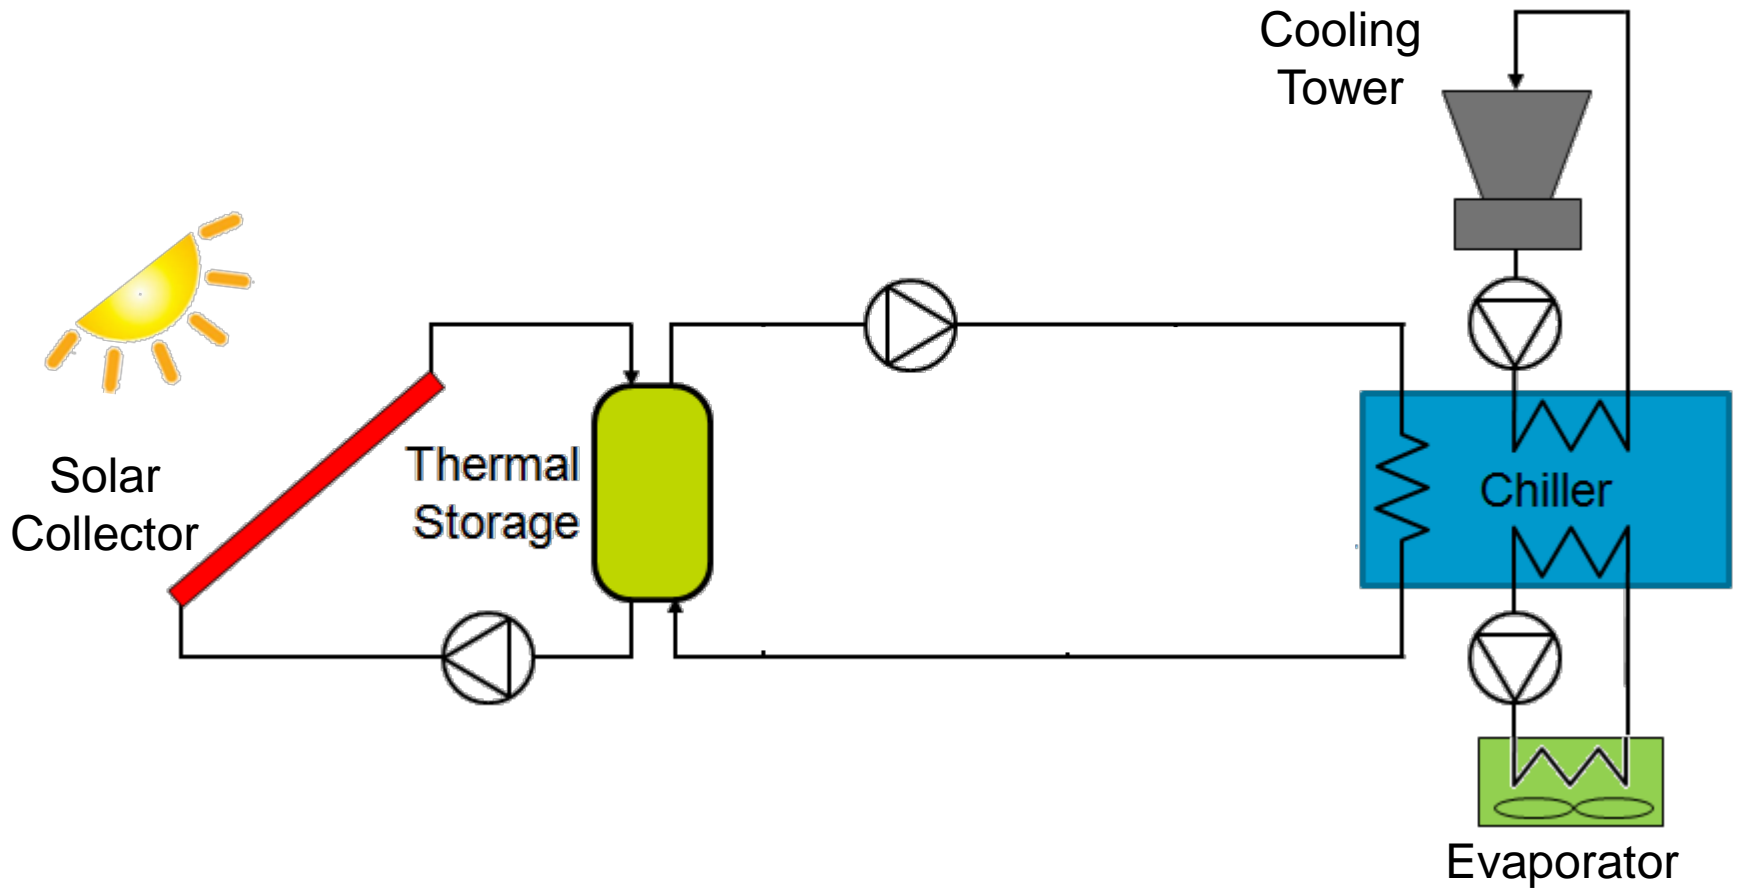 Cooling
Tower
Solar
Collector
Thermal
Storage
Chiller
Evaporator